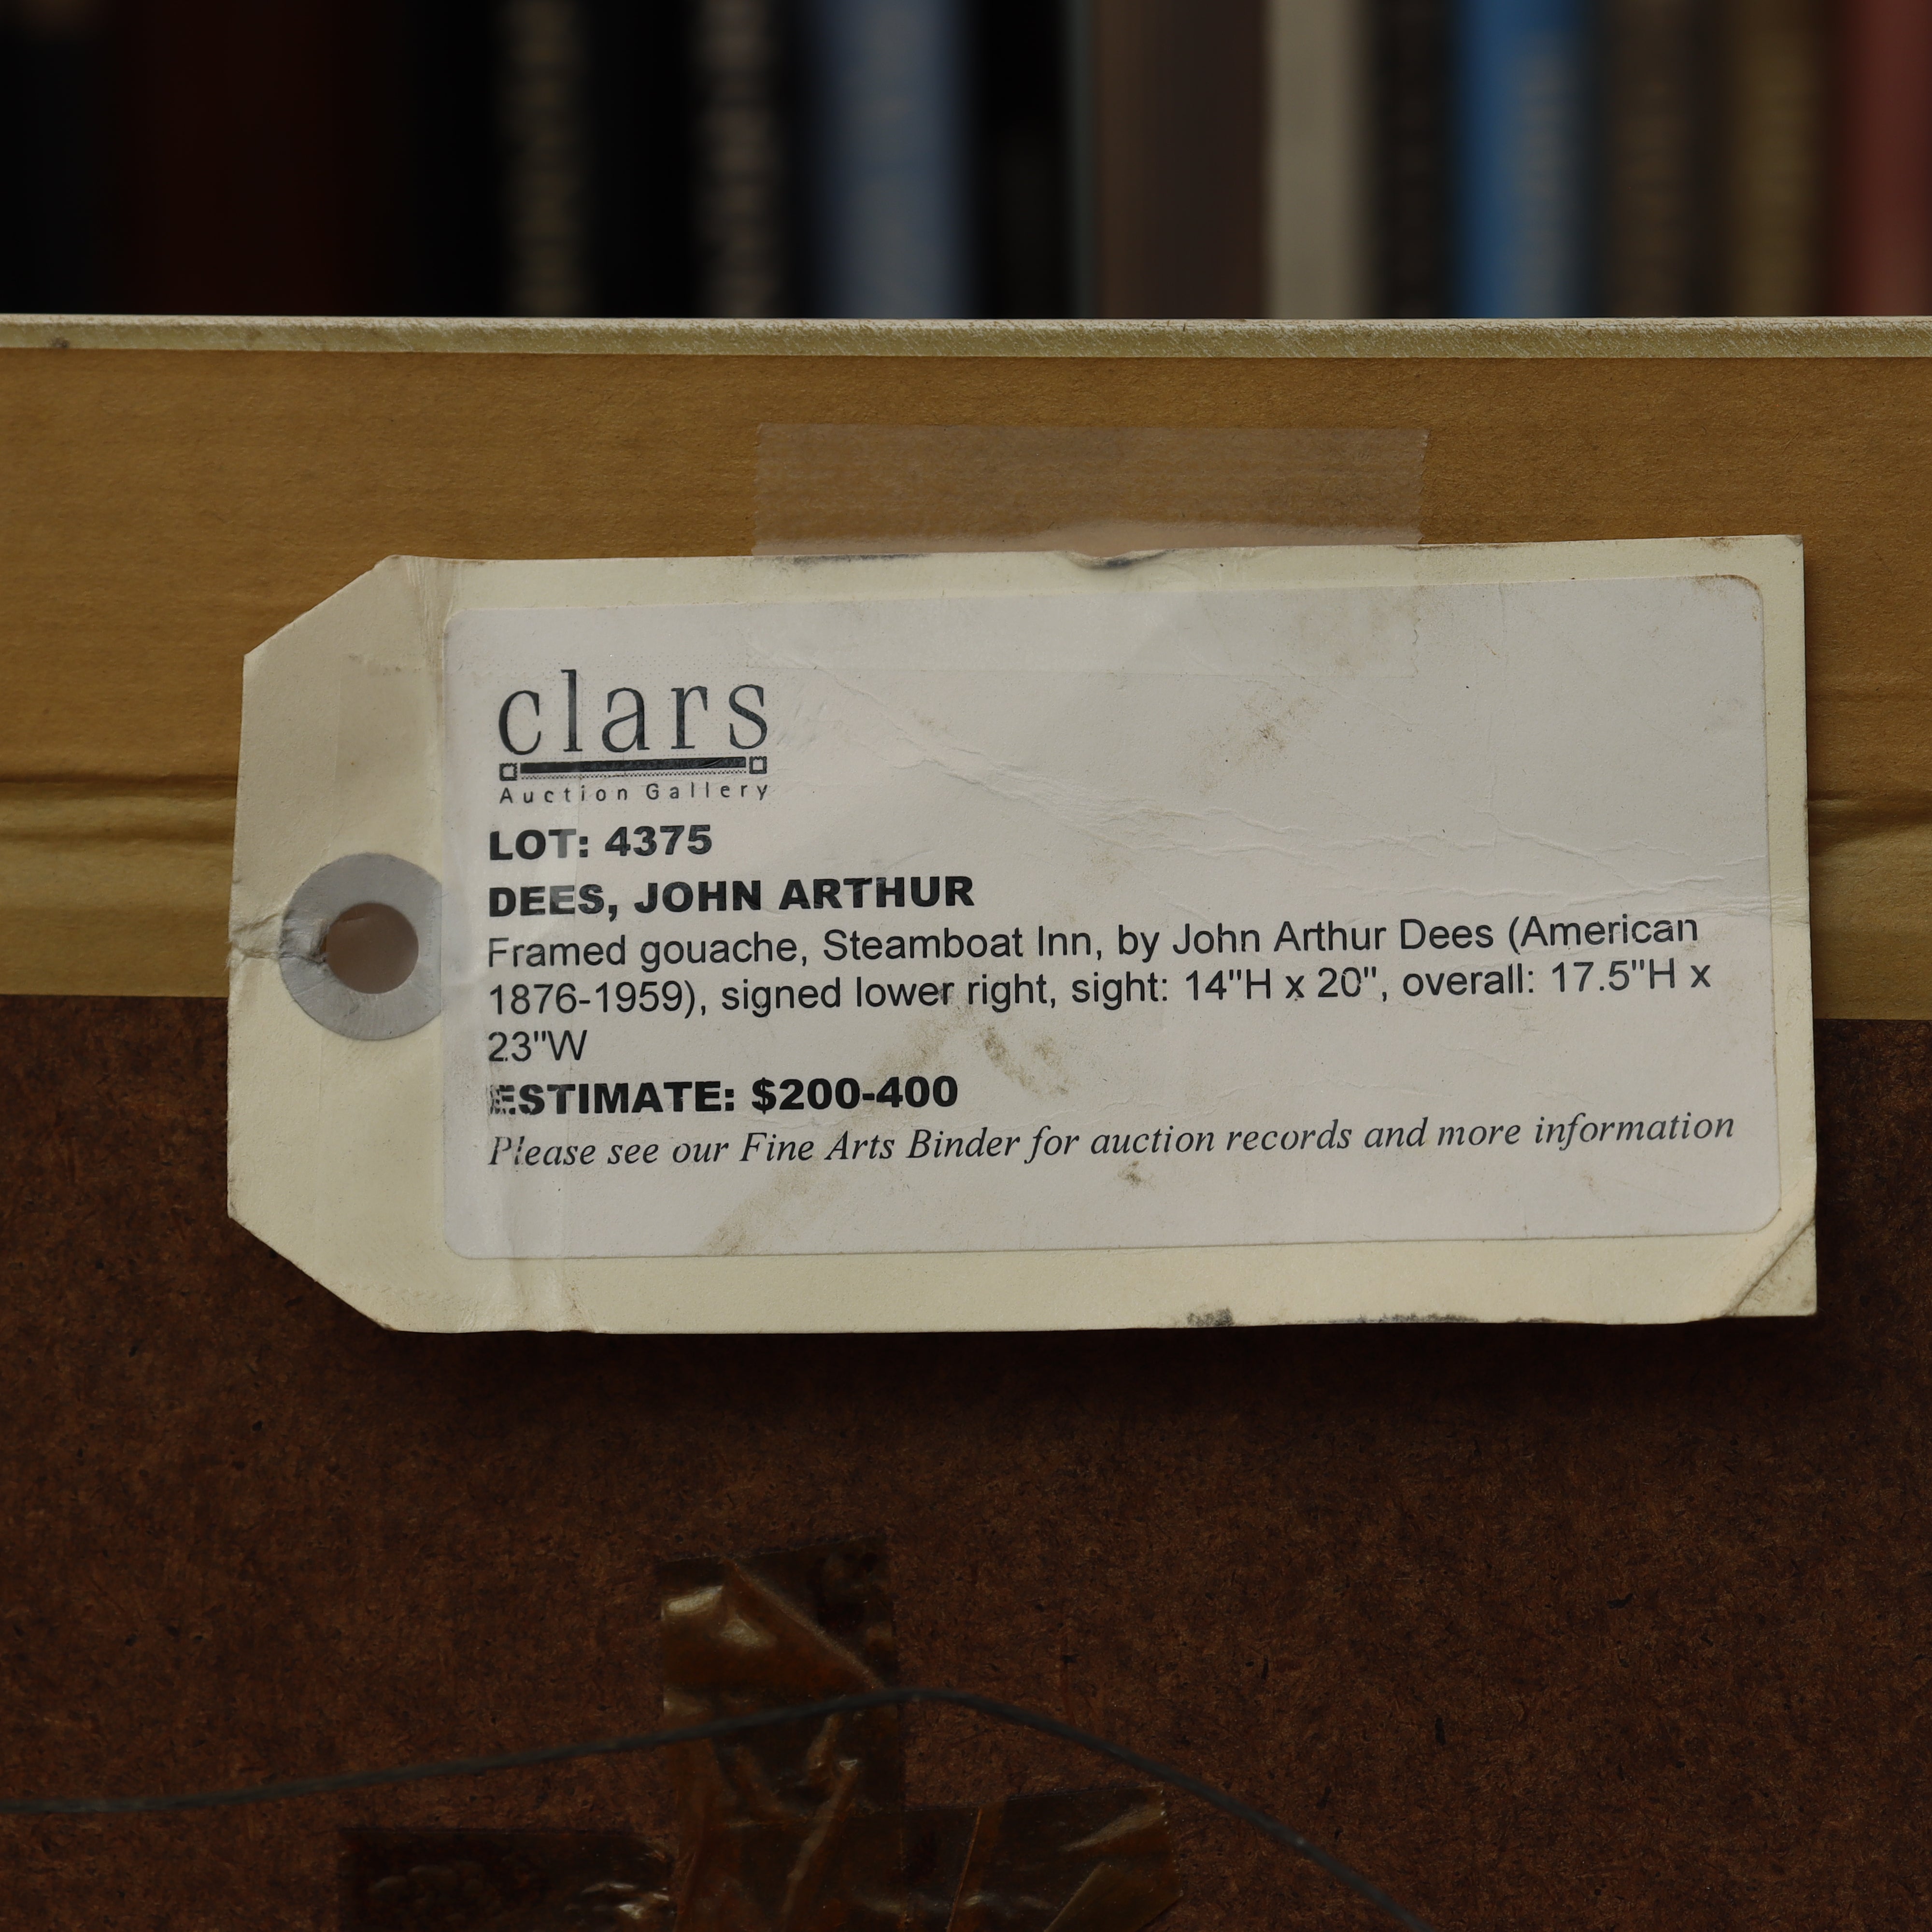 clars
Auction Gallery
LOT: 4375
DEES, JOHN ARTHUR
Framed gouache, Steamboat Inn, by John Arthur Dees (American
1876-1959), signed lower right, sight: 14"H x 20", overall: 17.5"H x
23"W
ESTIMATE: $200-400
Please see our Fine Arts Binder for auction records and more information